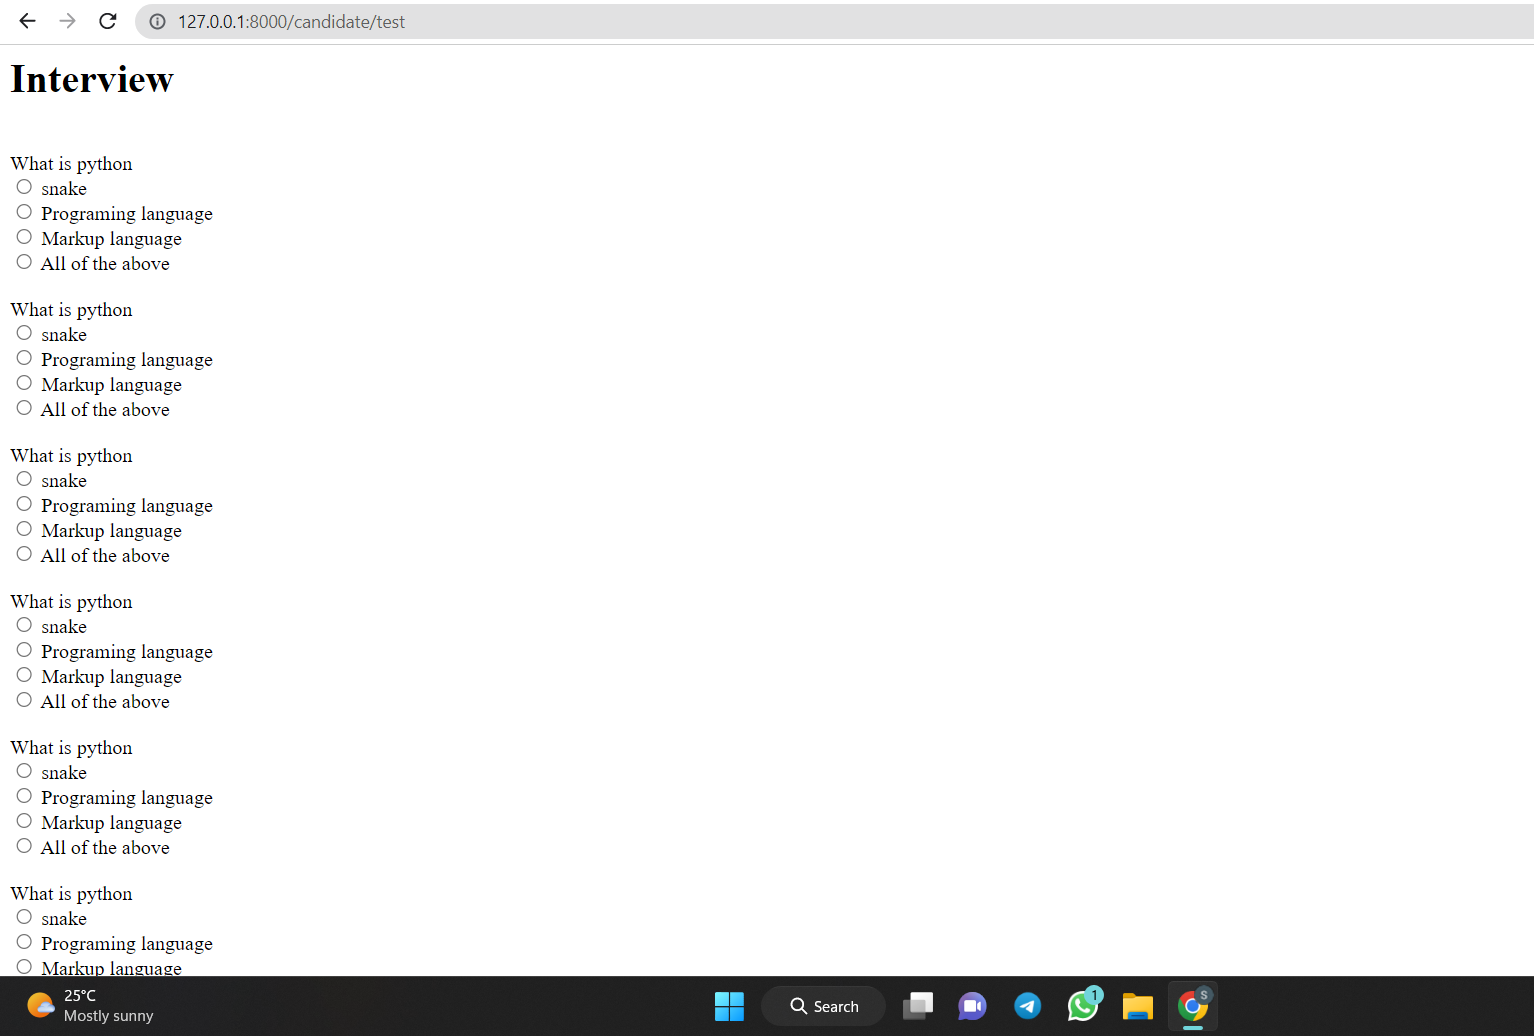 127.0.0.1:8000/candidate/test
Interview
What is python
snake
Programing language
Markup language
All of the above
What is python
snake
Programing language
Markup language
All of the above
What is python
snake
Programing language
Markup language
All of the above
What is python
snake
Programing language
Markup language
All of the above
What is python
snake
Programing language
Markup language
All of the above
What is python
snake
Programing language
Markup language
25°C
Mostly sunny
Search
1
S